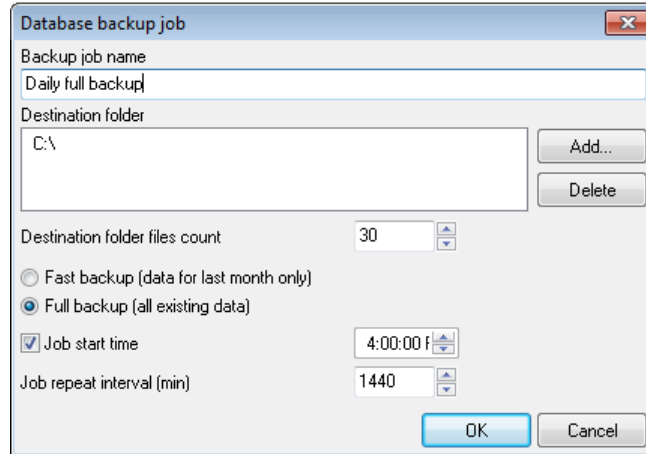 Database backup job
Backup job name
Daily full backup
Destination folder
C:\
Add...
Delete
Destination folder files count 30
Fast backup (data for last month only)
Full backup (all existing data)
Job start time 4:00:00 F
Job repeat interval (min) 1440
OK Cancel